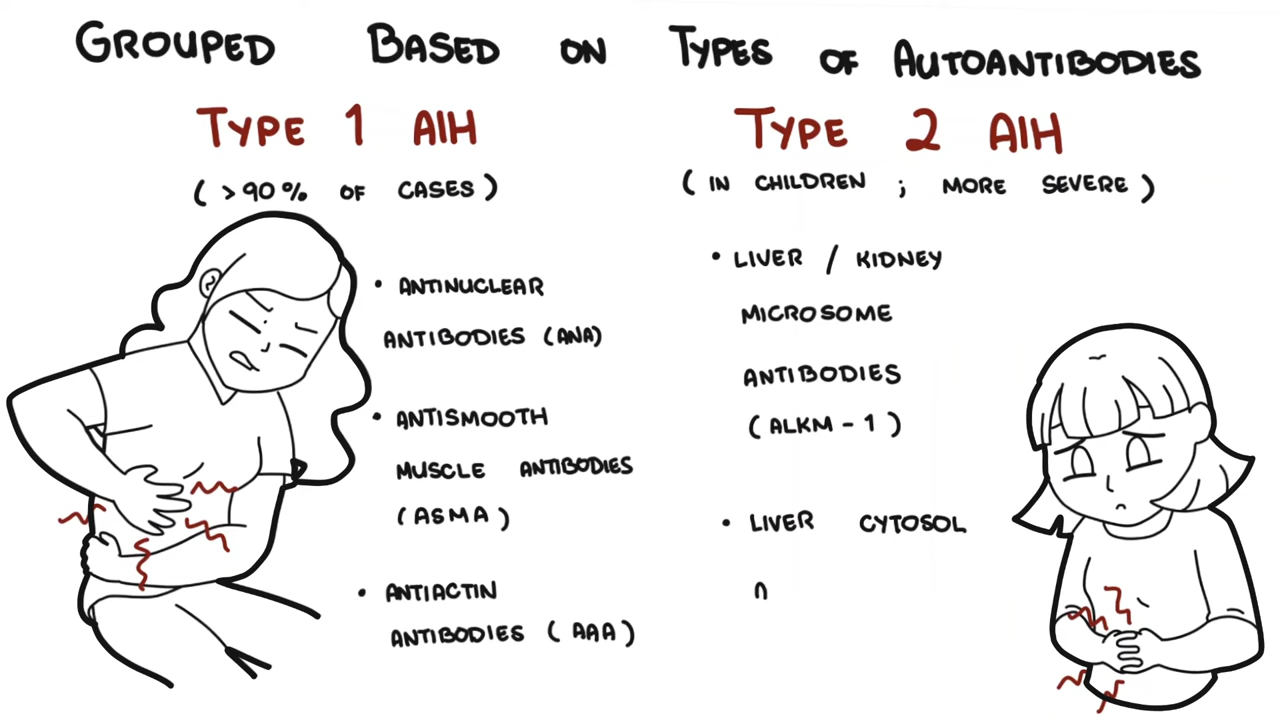 GROUPED BASED ON TYPES OF AUTOANTIBODIES
TYPE 1 AIH
(>90% OF CASES)
• ANTINUCLEAR
ANTIBODIES (ANA)
• ANTISMOOTH
MUSCLE ANTIBODIES
(ASMA)
• ANTIACTIN
ANTIBODIES (AAA)
TYPE 2 AIH
(IN CHILDREN ; MORE SEVERE)
• LIVER / KIDNEY
MICROSOME
ANTIBODIES
(ALKM-1)
• LIVER CYTOSOL